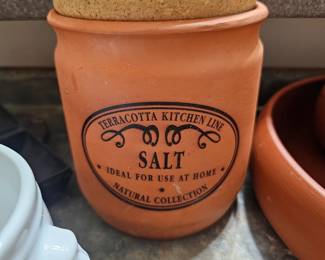 TERRACOTTA KITCHEN LINE
SALT
• IDEAL FOR USE AT HOME •
NATURAL COLLECTION